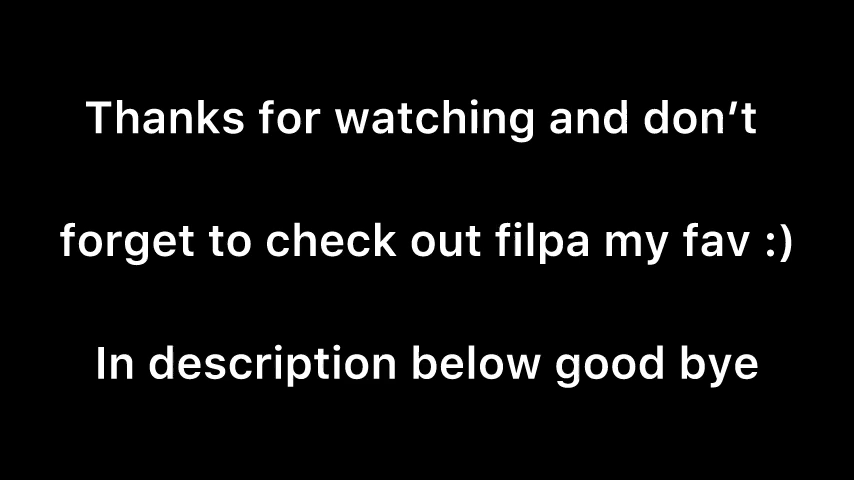 Thanks for watching and don’t
forget to check out filpa my fav :)
In description below good bye